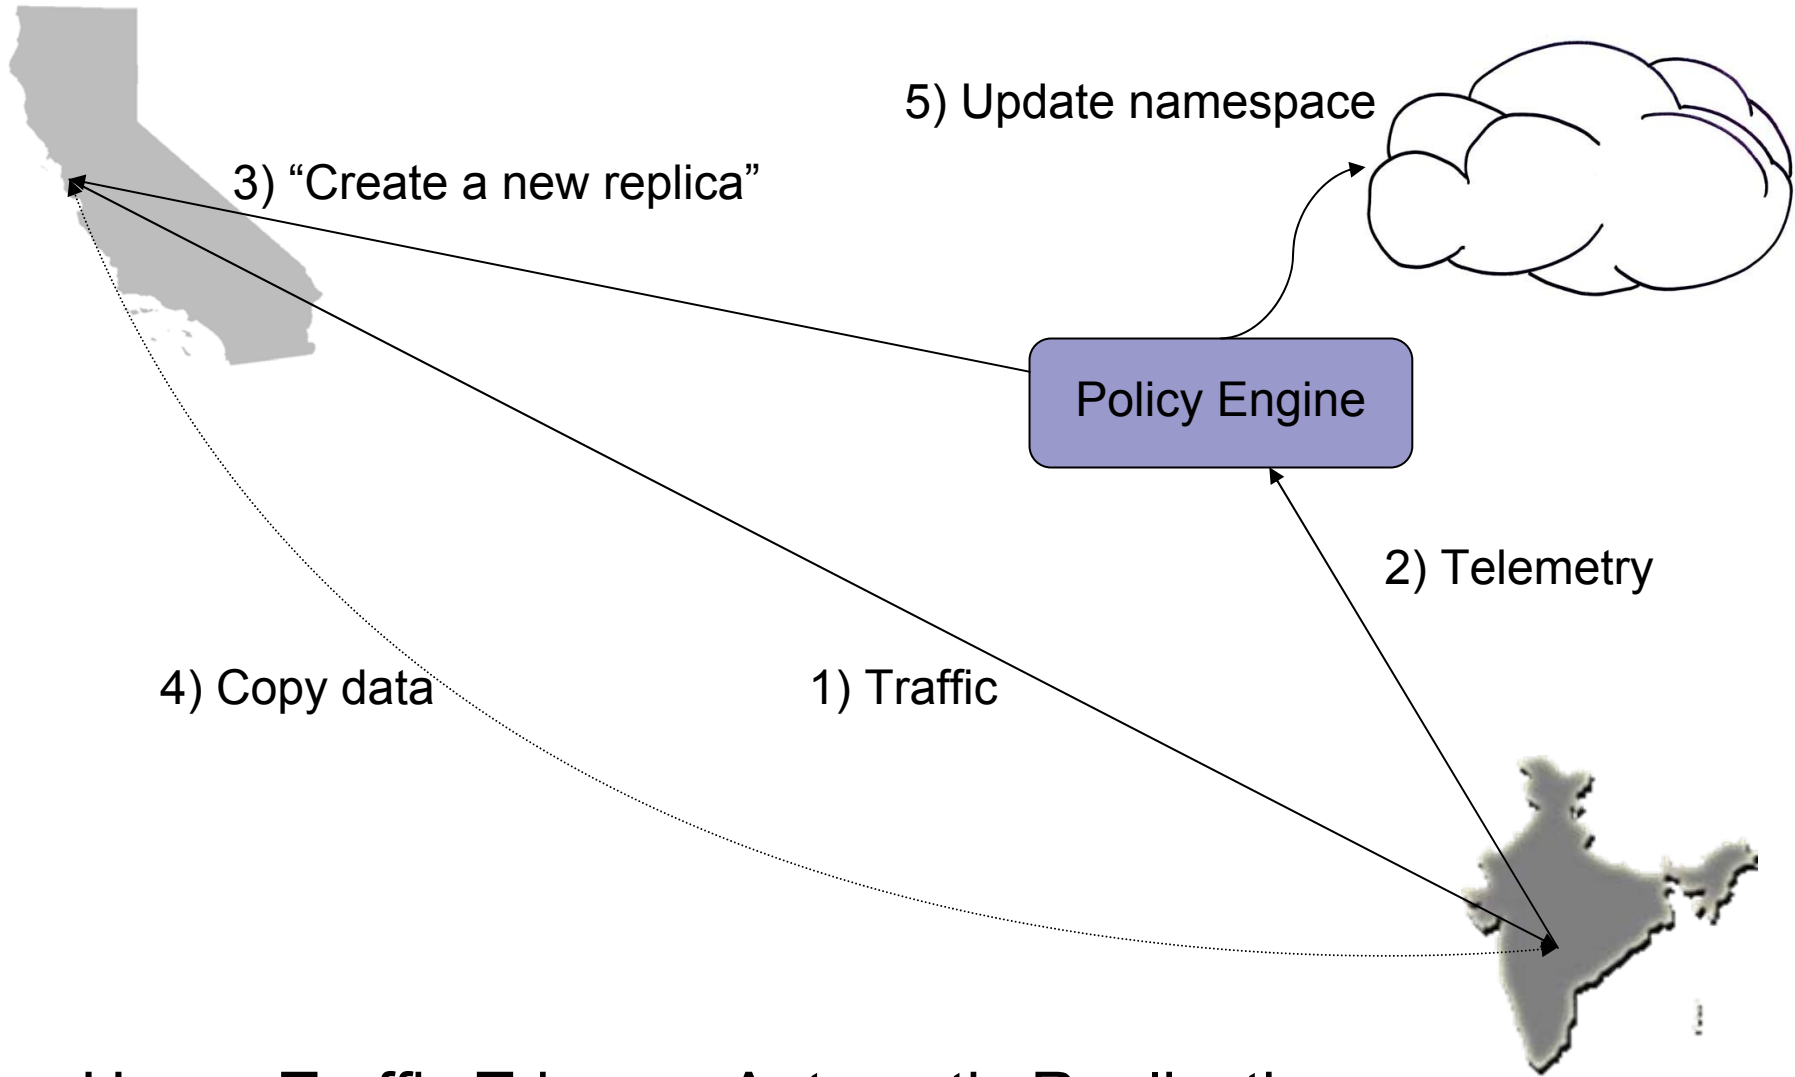 5) Update namespace
3) “Create a new replica”
Policy Engine
2) Telemetry
4) Copy data
1) Traffic